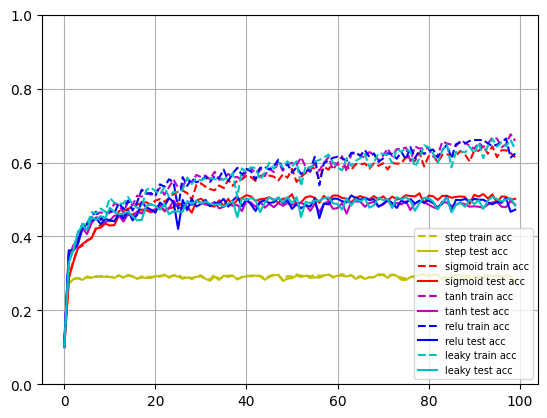 1.0
0.8
0.6
0.4
0.2
0.0
0
20
40
60
80
100
step train acc
step test acc
sigmoid train acc
sigmoid test acc
tanh train acc
tanh test acc
relu train acc
relu test acc
leaky train acc
leaky test acc